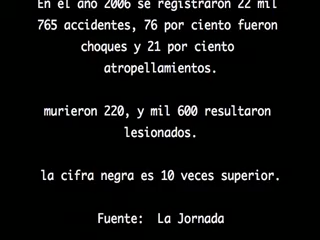 En el año 2006 se registraron 22 mil
765 accidentes, 76 por ciento fueron
choques y 21 por ciento
atropellamientos.
murieron 220, y mil 600 resultaron
lesionados.
la cifra negra es 10 veces superior.
Fuente: La Jornada